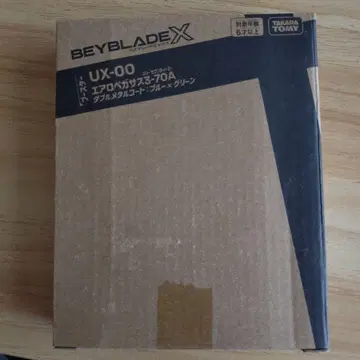 BEYBLADE X
対象年齢
6才以上
TAKARA TOMY
UX-00
エアロペガサス3-70A
ダブルメタルコート:ブルー×グリーン